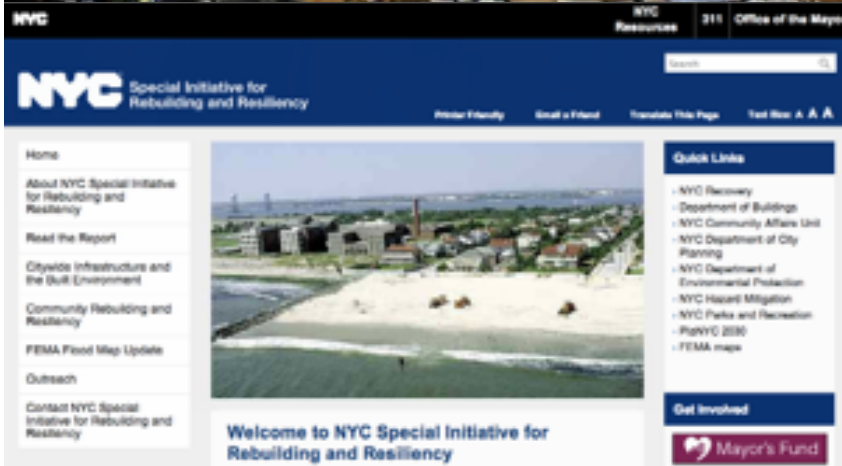 NYC
NYC
Resources
311
Office of the Mayo
Search
NYC Special Initiative for
Rebuilding and Resiliency
Printer Friendly
Email a Friend
Translate This Page
Text Size: A A A
Home
About NYC Special Initiative
for Rebuilding and
Resiliency
Read the Report
Citywide Infrastructure and
the Built Environment
Community Rebuilding and
Resiliency
FEMA Flood Map Update
Outreach
Contact NYC Special
Initiative for Rebuilding and
Resiliency
Welcome to NYC Special Initiative for
Rebuilding and Resiliency
Quick Links
NYC Recovery
Department of Buildings
NYC Community Affairs Unit
NYC Department of City
Planning
NYC Department of
Environmental Protection
NYC Hazard Mitigation
NYC Parks and Recreation
PlaNYC 2030
FEMA maps
Get Involved
Mayor's Fund